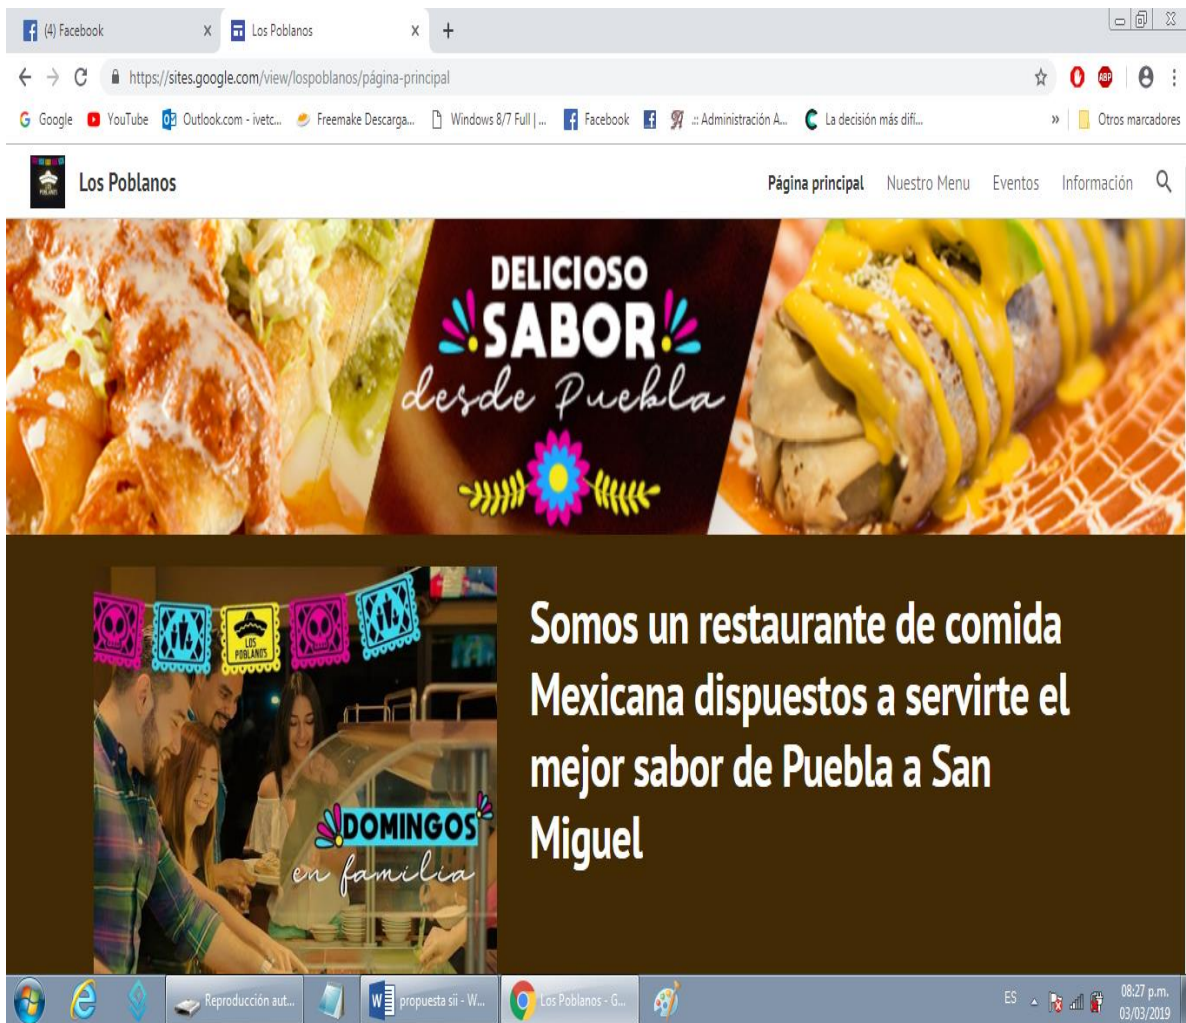 (4) Facebook
Los Poblanos
https://sites.google.com/view/lospoblanos/página-principal
ABP
Google YouTube Outlook.com - ivetc... Freemake Descarga... Windows 8/7 Full | ... Facebook .:: Administración A... La decisión más difí... » Otros marcadores
Los Poblanos
Página principal Nuestro Menu Eventos Información
DELICIOSO
SABOR
desde Puebla
LOS
POBLANOS
DOMINGOS
en familia
Somos un restaurante de comida
Mexicana dispuestos a servirte el
mejor sabor de Puebla a San
Miguel
Reproducción aut... propuesta sii - W... Los Poblanos - G... ES 08:27 p.m.
03/03/2019